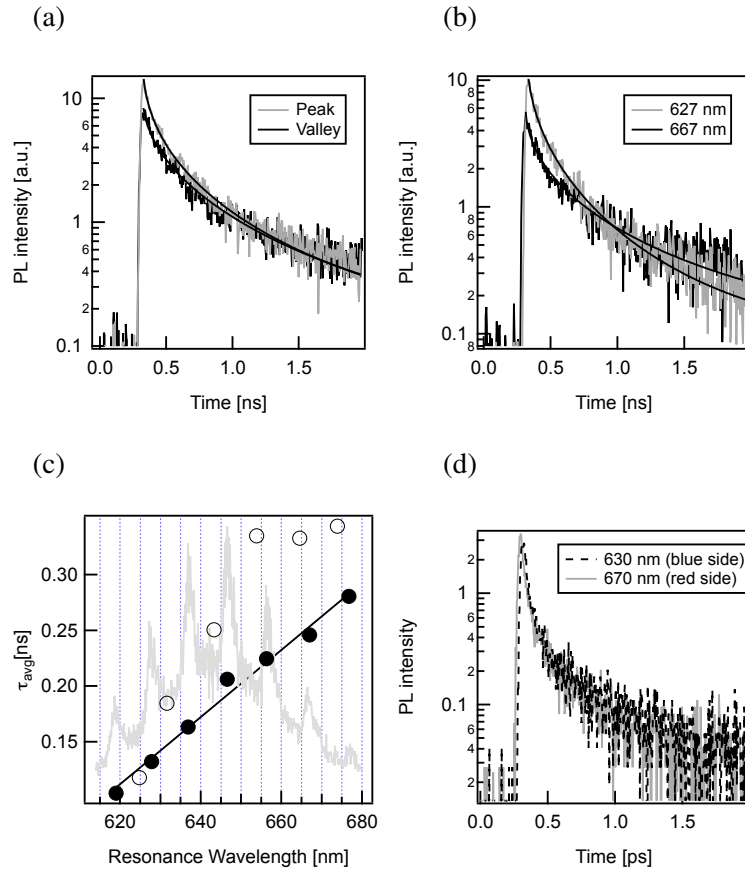 (a)
(b)
PL intensity [a.u.]
10
8
6
4
2
1
8
6
4
2
0.1
Peak
Valley
0.0
0.5
1.0
1.5
Time [ns]
PL intensity [a.u.]
10
8
6
4
2
1
8
6
4
2
0.1
8
627 nm
667 nm
0.0
0.5
1.0
1.5
Time [ns]
(c)
(d)
τavg[ns]
0.30
0.25
0.20
0.15
620
640
660
680
Resonance Wavelength [nm]
PL intensity
2
1
6
4
2
0.1
6
4
2
630 nm (blue side)
670 nm (red side)
0.0
0.5
1.0
1.5
Time [ps]